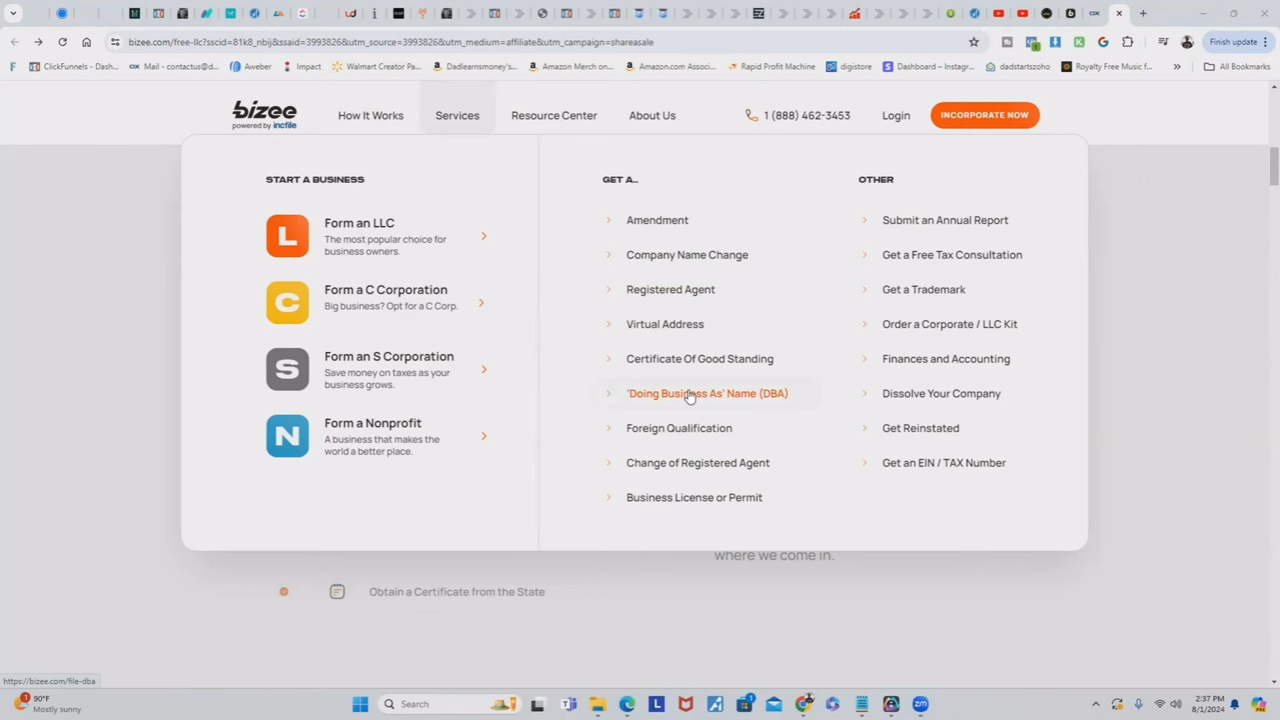 bizee.com/free-llc?sscid=81k8_nbij&ssaid=3993826&utm_source=3993826&utm_medium=affiliate&utm_campaign=shareasale
Finish update
ClickFunnels - Dash...
Mail - contactus@d...
Aweber
Impact
Walmart Creator Pa...
Dadlearnsmoney's...
Amazon Merch on...
Amazon.com Associ...
Rapid Profit Machine
digistore
Dashboard – Instagr...
dadstartszoho
Royalty Free Music f...
»
All Bookmarks
bizee
powered by incfile
How It Works
Services
Resource Center
About Us
1 (888) 462-3453
Login
INCORPORATE NOW
START A BUSINESS
L
Form an LLC
The most popular choice for
business owners.
C
Form a C Corporation
Big business? Opt for a C Corp.
S
Form an S Corporation
Save money on taxes as your
business grows.
N
Form a Nonprofit
A business that makes the
world a better place.
GET A...
Amendment
Company Name Change
Registered Agent
Virtual Address
Certificate Of Good Standing
'Doing Business As' Name (DBA)
Foreign Qualification
Change of Registered Agent
Business License or Permit
OTHER
Submit an Annual Report
Get a Free Tax Consultation
Get a Trademark
Order a Corporate / LLC Kit
Finances and Accounting
Dissolve Your Company
Get Reinstated
Get an EIN / TAX Number
where we come in.
Obtain a Certificate from the State
https://bizee.com/file-dba
90°F
Mostly sunny
Search
2:37 PM
8/1/2024